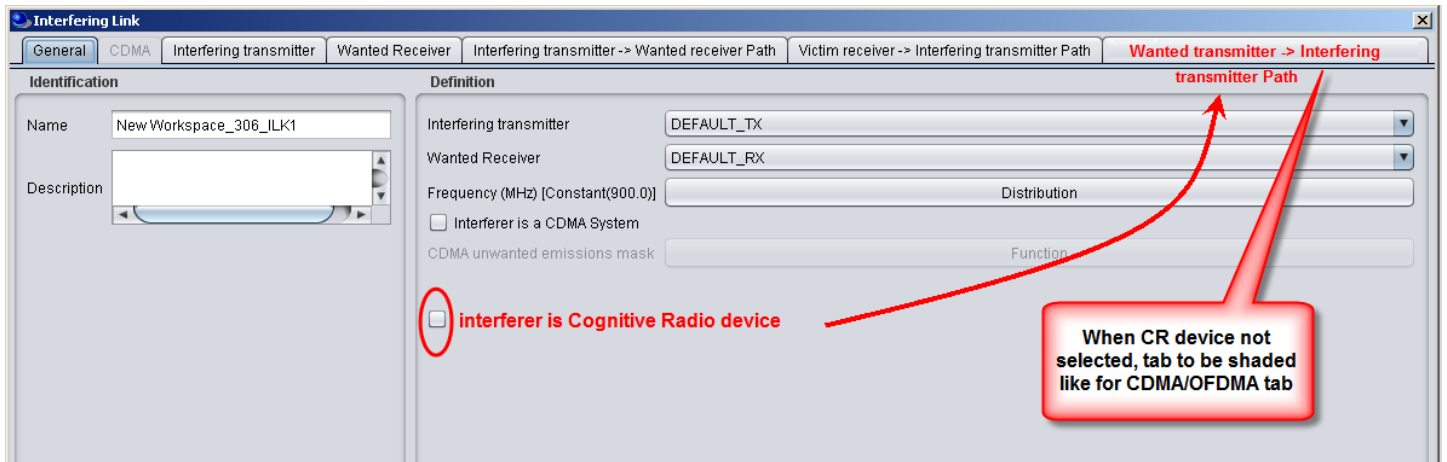 Interfering Link
General
CDMA
Interfering transmitter
Wanted Receiver
Interfering transmitter -> Wanted receiver Path
Victim receiver -> Interfering transmitter Path
Wanted transmitter -> Interfering
transmitter Path
Identification
Name
New Workspace_306_ILK1
Description
Definition
Interfering transmitter
DEFAULT_TX
Wanted Receiver
DEFAULT_RX
Frequency (MHz) [Constant(900.0)]
Distribution
Interferer is a CDMA System
CDMA unwanted emissions mask
Function
interferer is Cognitive Radio device
When CR device not
selected, tab to be shaded
like for CDMA/OFDMA tab